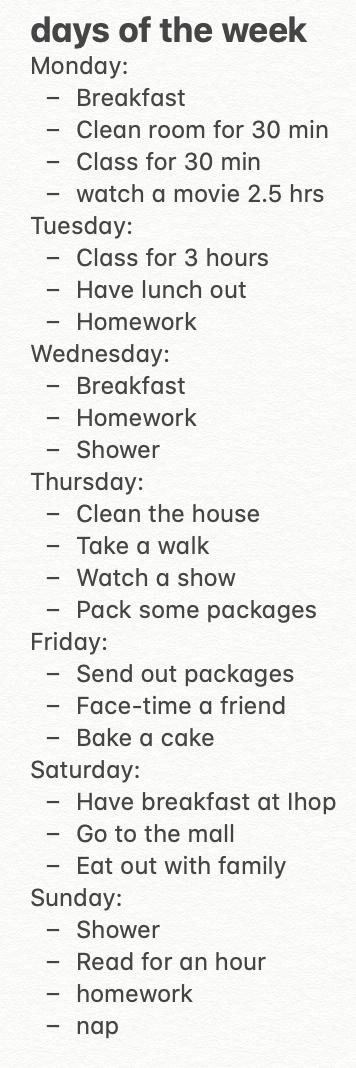 days of the week
Monday:
– Breakfast
– Clean room for 30 min
– Class for 30 min
– watch a movie 2.5 hrs
Tuesday:
– Class for 3 hours
– Have lunch out
– Homework
Wednesday:
– Breakfast
– Homework
– Shower
Thursday:
– Clean the house
– Take a walk
– Watch a show
– Pack some packages
Friday:
– Send out packages
– Face-time a friend
– Bake a cake
Saturday:
– Have breakfast at Ihop
– Go to the mall
– Eat out with family
Sunday:
– Shower
– Read for an hour
– homework
– nap